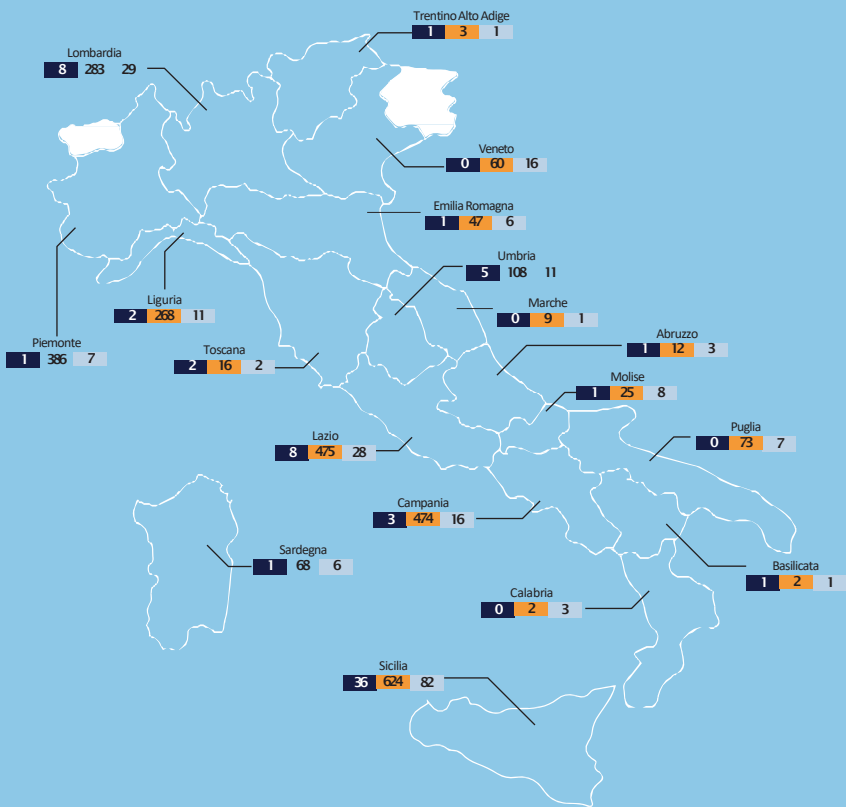 Trentino Alto Adige
1 3 1
Lombardia
8 283 29
Veneto
0 60 16
Emilia Romagna
1 47 6
Umbria
5 108 11
Liguria
2 268 11
Marche
0 9 1
Piemonte
1 386 7
Toscana
2 16 2
Abruzzo
1 12 3
Molise
1 25 8
Puglia
0 73 7
Lazio
8 475 28
Campania
3 474 16
Sardegna
1 68 6
Basilicata
1 2 1
Calabria
0 2 3
Sicilia
36 624 82